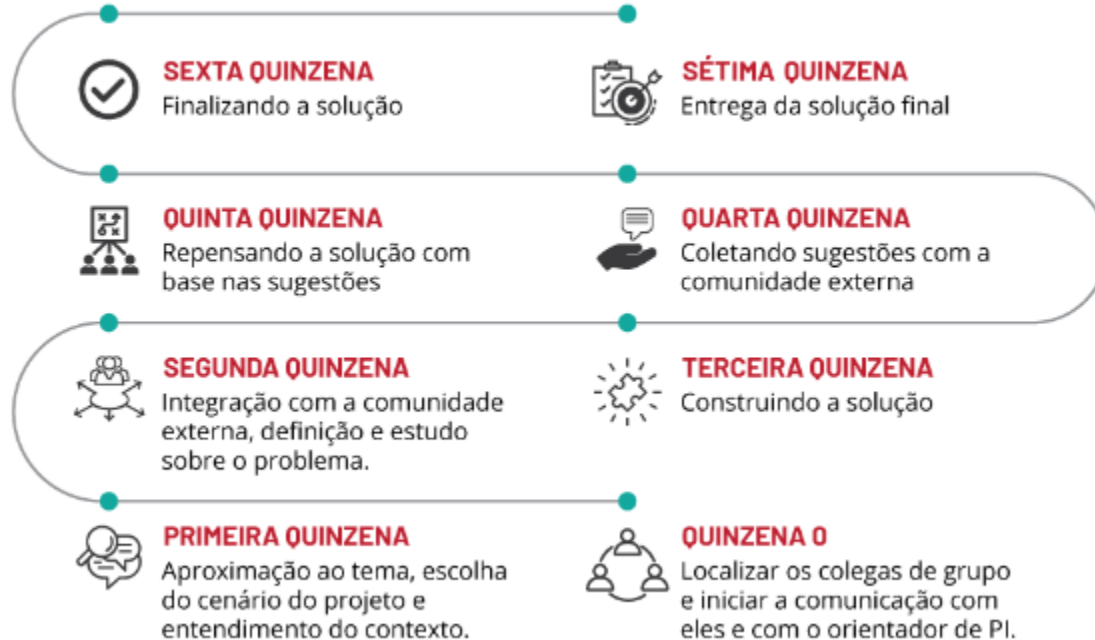 SEXTA QUINZENA
Finalizando a solução
SÉTIMA QUINZENA
Entrega da solução final
QUINTA QUINZENA
Repensando a solução com
base nas sugestões
QUARTA QUINZENA
Coletando sugestões com a
comunidade externa
SEGUNDA QUINZENA
Integração com a comunidade
externa, definição e estudo
sobre o problema.
TERCEIRA QUINZENA
Construindo a solução
PRIMEIRA QUINZENA
Aproximação ao tema, escolha
do cenário do projeto e
entendimento do contexto.
QUINZENA 0
Localizar os colegas de grupo
e iniciar a comunicação com
eles e com o orientador de PI.